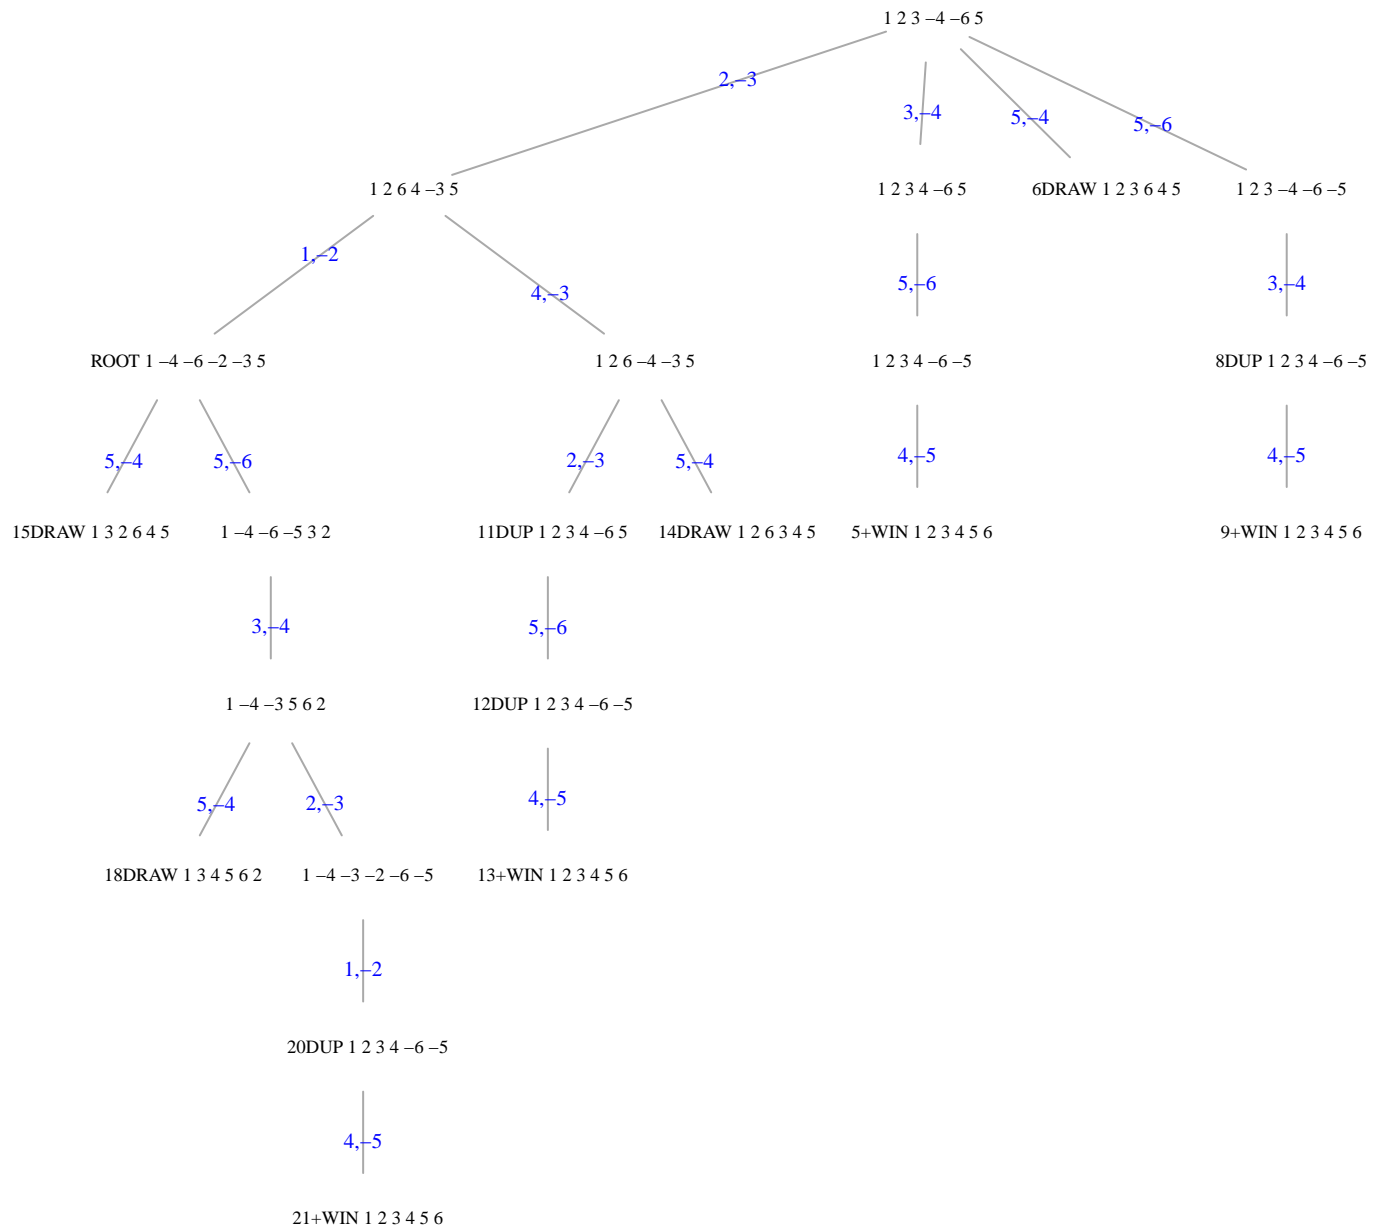 1 2 3 –4 –6 5
2,–3
3,–4
5,–4
5,–6
1 2 6 4 –3 5
1 2 3 4 –6 5
6DRAW 1 2 3 6 4 5
1 2 3 –4 –6 –5
1,–2
4,–3
5,–6
3,–4
ROOT 1 –4 –6 –2 –3 5
1 2 6 –4 –3 5
1 2 3 4 –6 –5
8DUP 1 2 3 4 –6 –5
5,–4
5,–6
2,–3
5,–4
4,–5
4,–5
15DRAW 1 3 2 6 4 5
1 –4 –6 –5 3 2
11DUP 1 2 3 4 –6 5
14DRAW 1 2 6 3 4 5
5+WIN 1 2 3 4 5 6
9+WIN 1 2 3 4 5 6
3,–4
5,–6
1 –4 –3 5 6 2
12DUP 1 2 3 4 –6 –5
5,–4
2,–3
4,–5
18DRAW 1 3 4 5 6 2
1 –4 –3 –2 –6 –5
13+WIN 1 2 3 4 5 6
1,–2
20DUP 1 2 3 4 –6 –5
4,–5
21+WIN 1 2 3 4 5 6